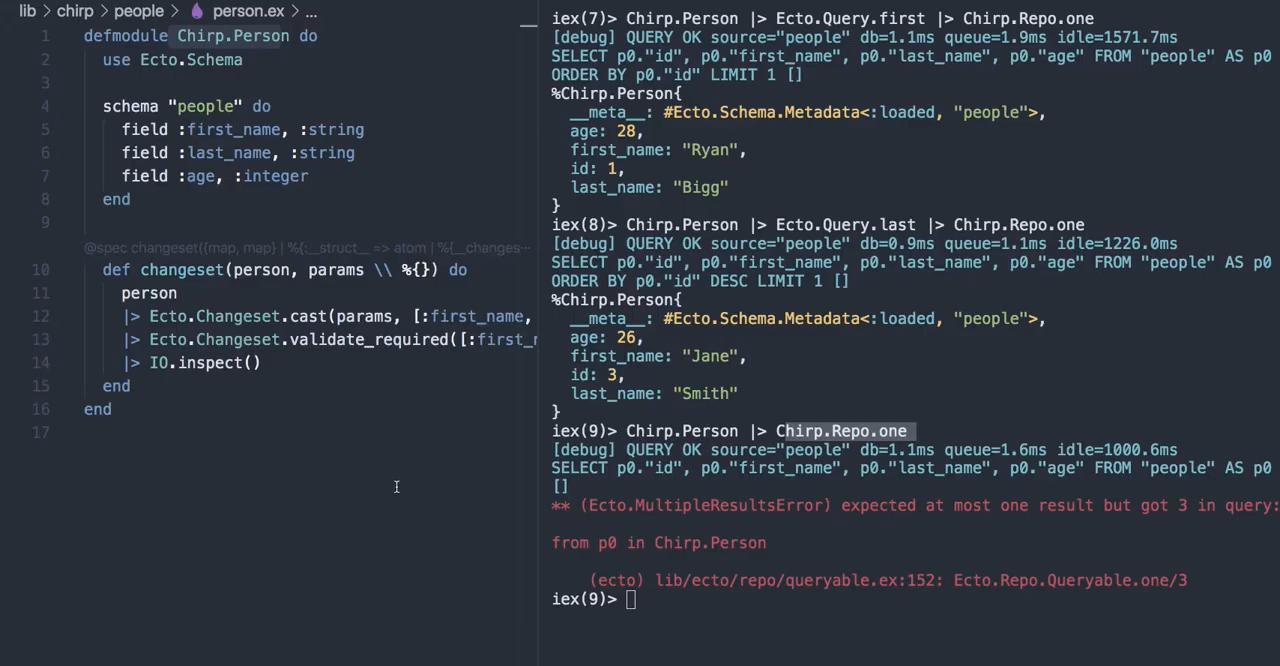 lib > chirp > people > person.ex > ...
1 defmodule Chirp.Person do
2 use Ecto.Schema
3
4 schema "people" do
5 field :first_name, :string
6 field :last_name, :string
7 field :age, :integer
8 end
9
@spec changeset({map, map} | %{:__struct__ => atom | %{__changes…
10 def changeset(person, params \\ %{}) do
11 person
12 |> Ecto.Changeset.cast(params, [:first_name,
13 |> Ecto.Changeset.validate_required([:first_n
14 |> IO.inspect()
15 end
16 end
17
iex(7)> Chirp.Person |> Ecto.Query.first |> Chirp.Repo.one
[debug] QUERY OK source="people" db=1.1ms queue=1.9ms idle=1571.7ms
SELECT p0."id", p0."first_name", p0."last_name", p0."age" FROM "people" AS p0
ORDER BY p0."id" LIMIT 1 []
%Chirp.Person{
__meta__: #Ecto.Schema.Metadata<:loaded, "people">,
age: 28,
first_name: "Ryan",
id: 1,
last_name: "Bigg"
}
iex(8)> Chirp.Person |> Ecto.Query.last |> Chirp.Repo.one
[debug] QUERY OK source="people" db=0.9ms queue=1.1ms idle=1226.0ms
SELECT p0."id", p0."first_name", p0."last_name", p0."age" FROM "people" AS p0
ORDER BY p0."id" DESC LIMIT 1 []
%Chirp.Person{
__meta__: #Ecto.Schema.Metadata<:loaded, "people">,
age: 26,
first_name: "Jane",
id: 3,
last_name: "Smith"
}
iex(9)> Chirp.Person |> Chirp.Repo.one
[debug] QUERY OK source="people" db=1.1ms queue=1.6ms idle=1000.6ms
SELECT p0."id", p0."first_name", p0."last_name", p0."age" FROM "people" AS p0
[]
** (Ecto.MultipleResultsError) expected at most one result but got 3 in query:
from p0 in Chirp.Person
(ecto) lib/ecto/repo/queryable.ex:152: Ecto.Repo.Queryable.one/3
iex(9)>